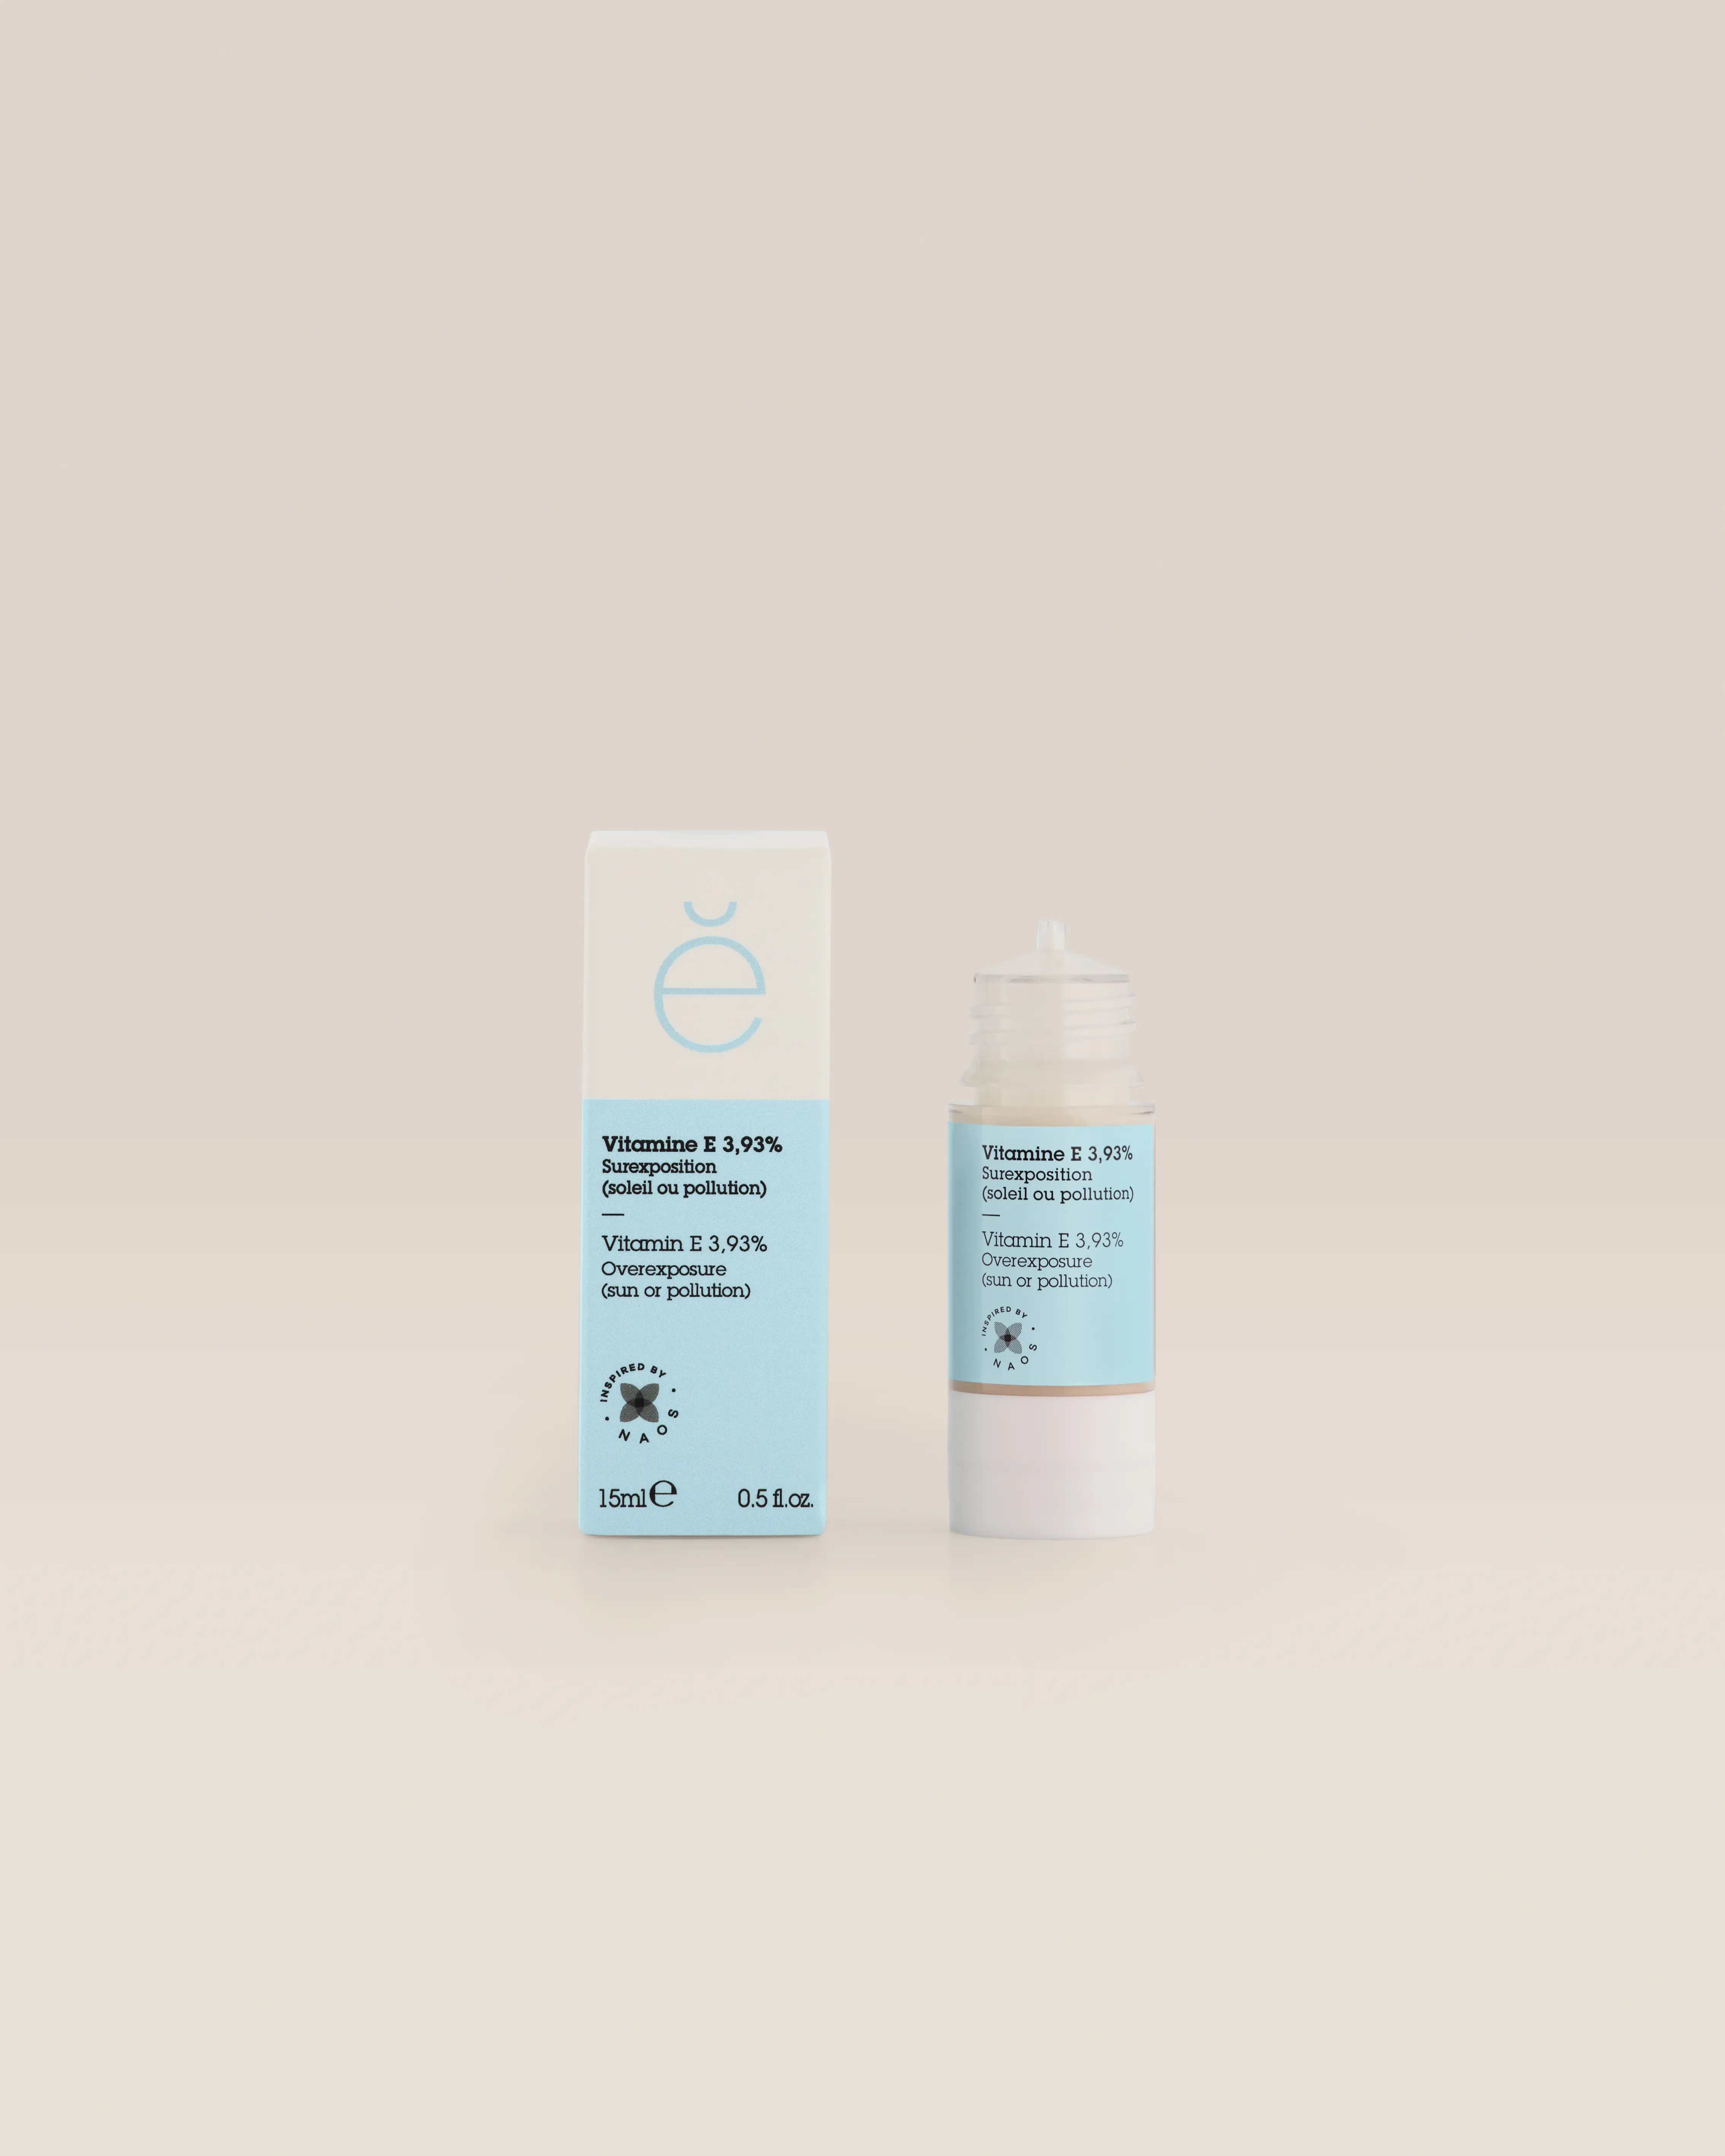 ĕ
Vitamine E 3,93%
Surexposition
(soleil ou pollution)
—
Vitamin E 3,93%
Overexposure
(sun or pollution)
INSPIRED BY
NAOS
15ml℮ 0.5 fl.oz.
Vitamine E 3,93%
Surexposition
(soleil ou pollution)
—
Vitamin E 3,93%
Overexposure
(sun or pollution)
INSPIRED BY
NAOS